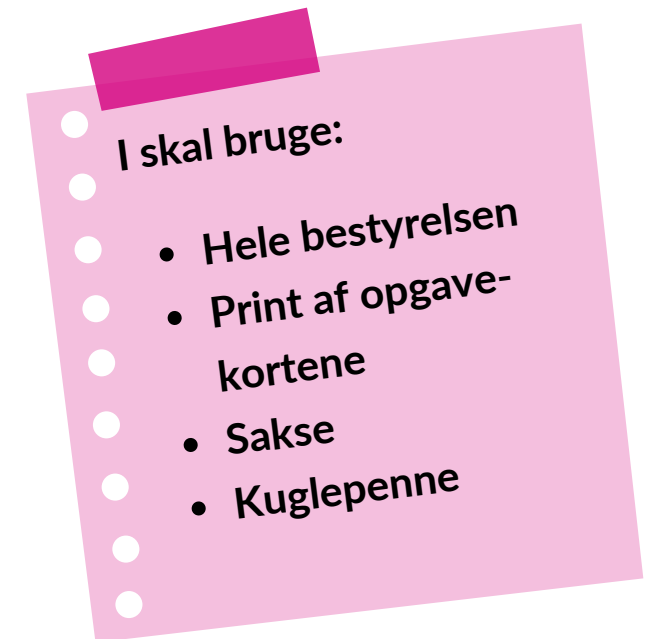 I skal bruge:
• Hele bestyrelsen
• Print af opgave-
kortene
• Sakse
• Kuglepenne